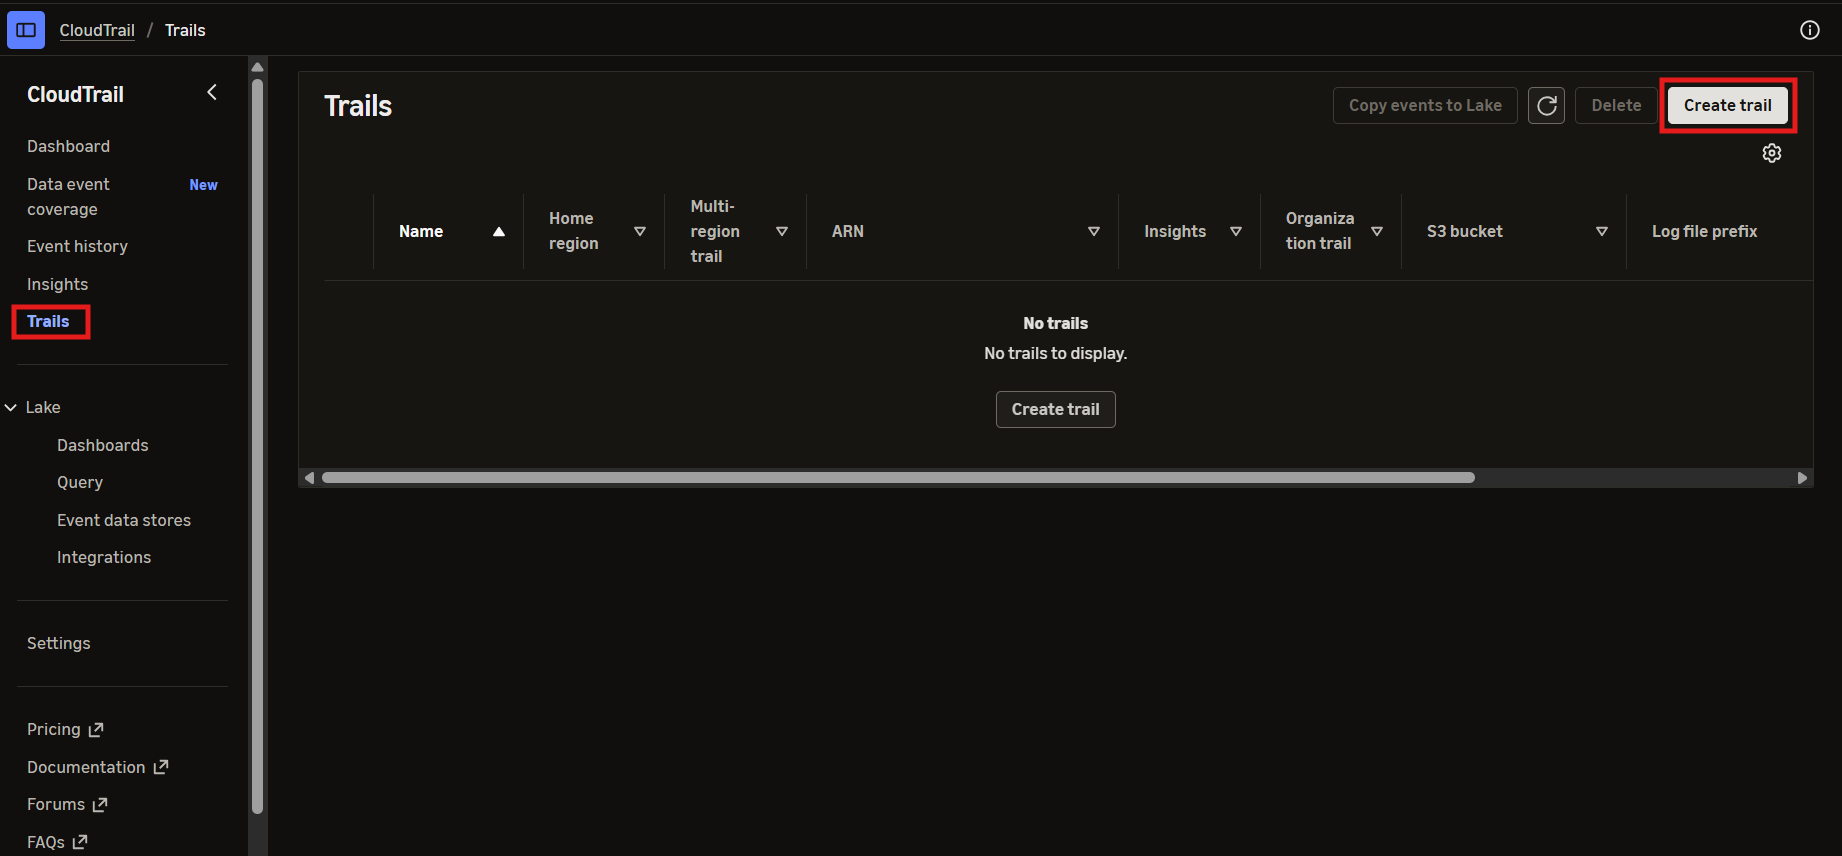 CloudTrail / Trails
CloudTrail
Dashboard
Data event
coverage
New
Event history
Insights
Trails
Lake
Dashboards
Query
Event data stores
Integrations
Settings
Pricing
Documentation
Forums
FAQs
Trails
Copy events to Lake
Delete
Create trail
Name
Home
region
Multi-
region
trail
ARN
Insights
Organiza
tion trail
S3 bucket
Log file prefix
No trails
No trails to display.
Create trail